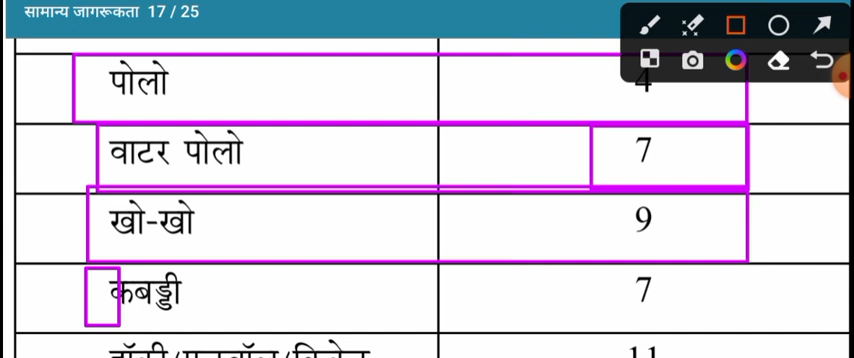 सामान्य जागरूकता 17 / 25
पोलो 4
वाटर पोलो 7
खो-खो 9
कबड्डी 7
11